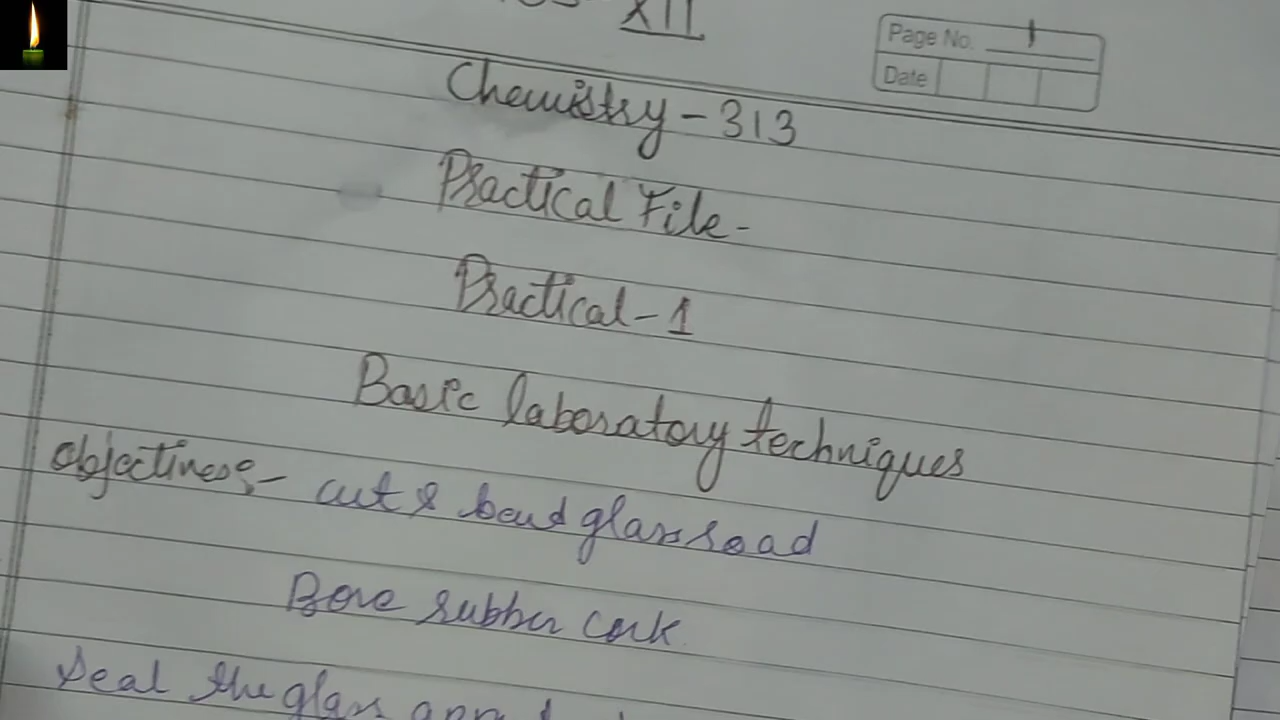 XII
Page No. 1
Date
Chemistry - 313
Practical File -
Practical - 1
Basic laboratory techniques
Objectives:- cut & bend glass road
Bore rubber cork
Seal the glass